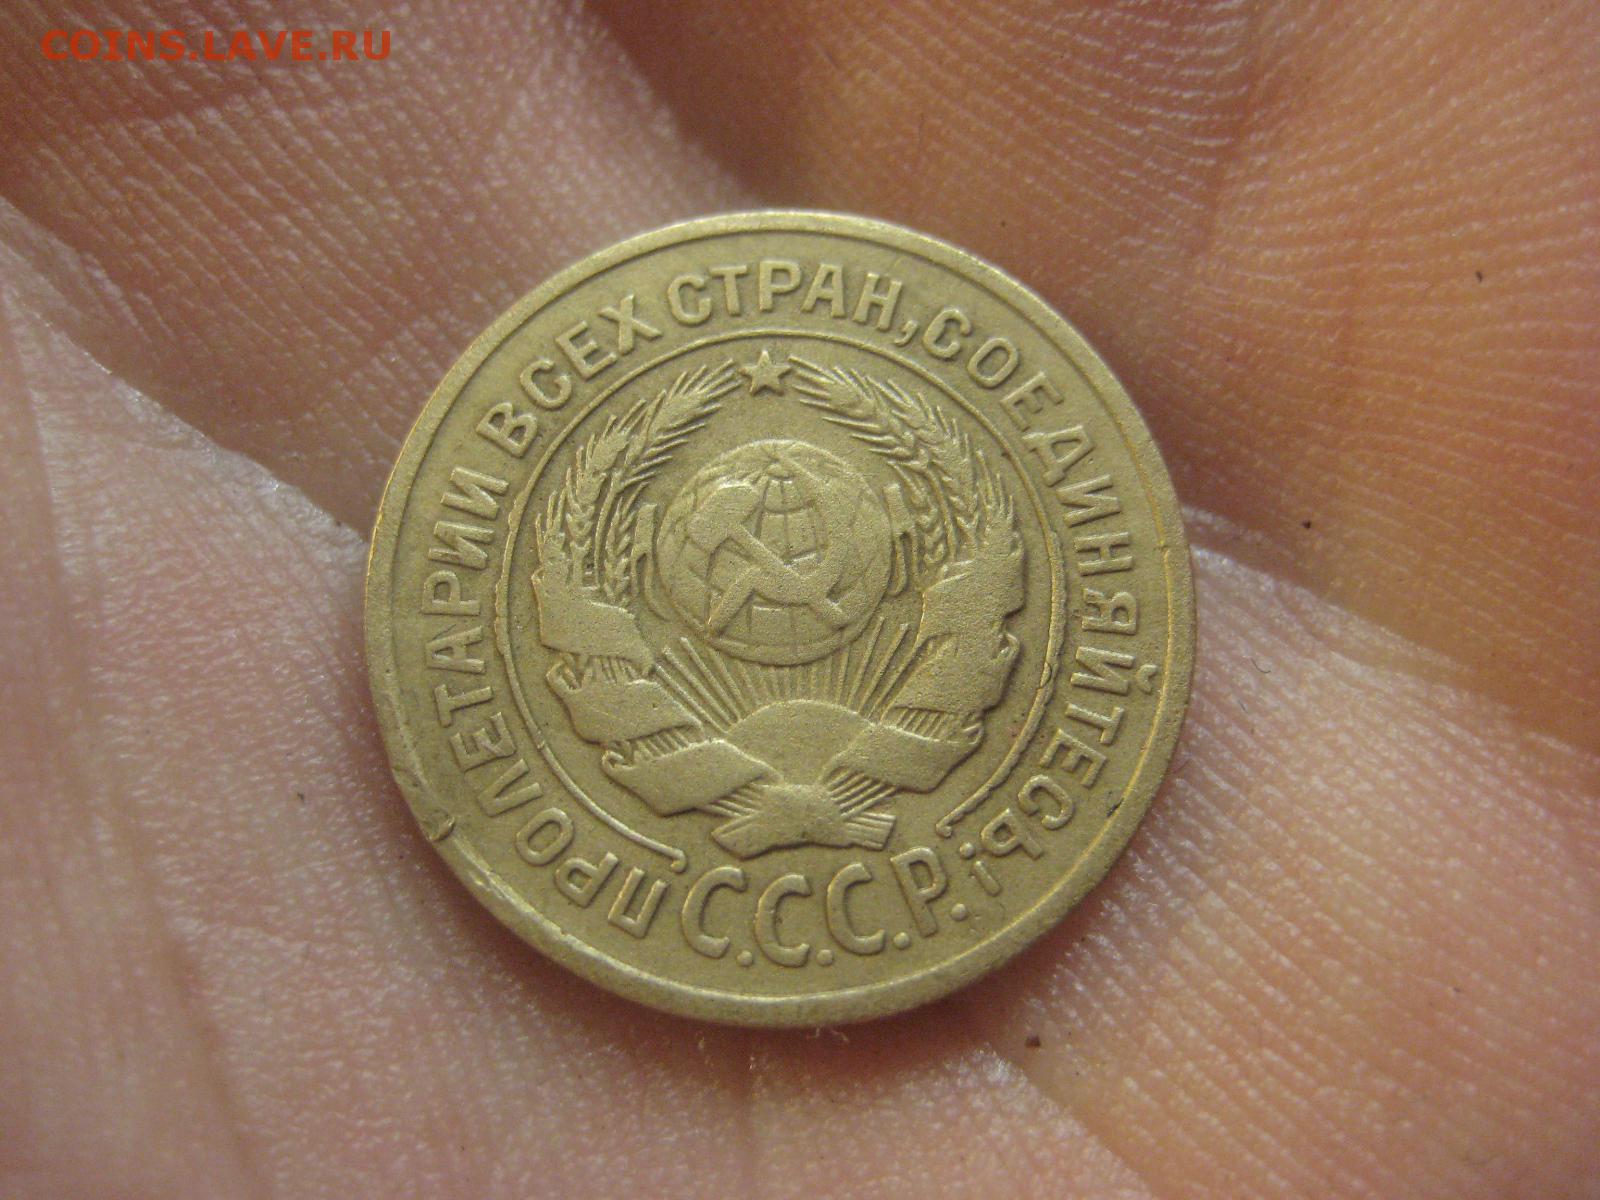 COINS.LAVE.RU
ПРОЛЕТАРИИ ВСЕХ СТРАН, СОЕДИНЯЙТЕСЬ!
С.С.С.Р.